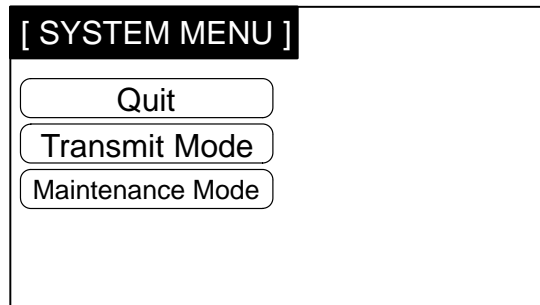 [ SYSTEM MENU ]
Quit
Transmit Mode
Maintenance Mode